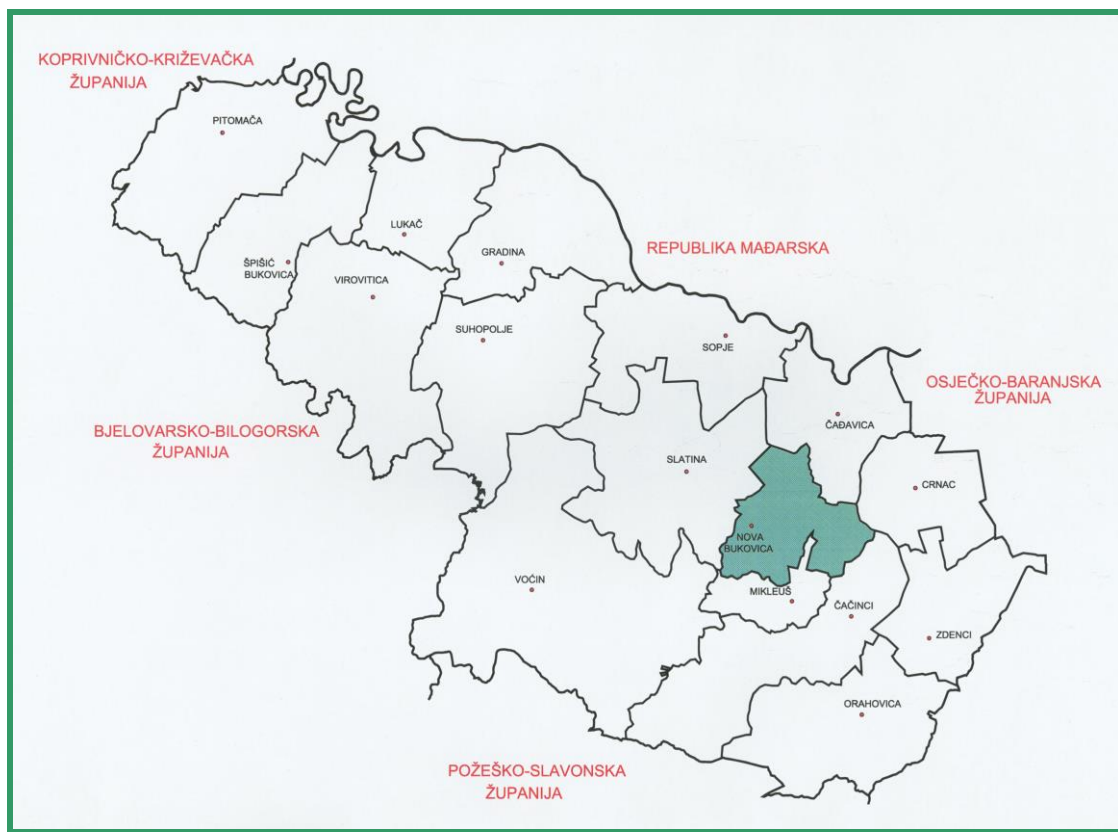 KOPRIVNIČKO-KRIŽEVAČKA
ŽUPANIJA
PITOMAČA
LUKAČ
GRADINA
REPUBLIKA MAĐARSKA
ŠPIŠIĆ
BUKOVICA
VIROVITICA
SUHOPOLJE
SOPJE
OSJEČKO-BARANJSKA
ŽUPANIJA
BJELOVARSKO-BILOGORSKA
ŽUPANIJA
ČAĐAVICA
SLATINA
CRNAC
NOVA
BUKOVICA
VOĆIN
MIKLEUŠ
ČAČINCI
ZDENCI
ORAHOVICA
POŽEŠKO-SLAVONSKA
ŽUPANIJA